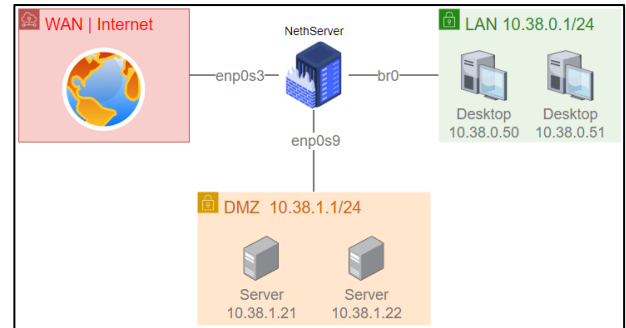 WAN | Internet
NethServer
LAN 10.38.0.1/24
enp0s3
br0
Desktop
10.38.0.50
Desktop
10.38.0.51
enp0s9
DMZ 10.38.1.1/24
Server
10.38.1.21
Server
10.38.1.22